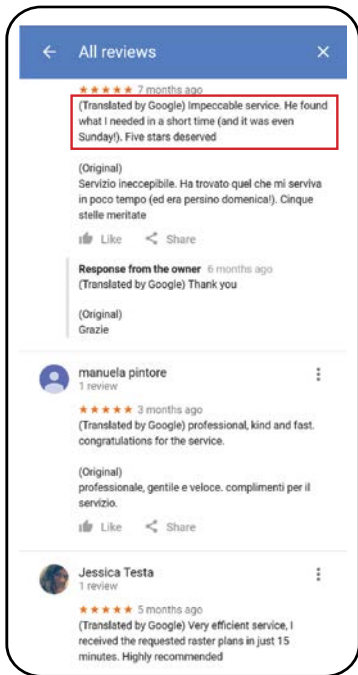 All reviews
7 months ago
(Translated by Google) Impeccable service. He found
what I needed in a short time (and it was even
Sunday!). Five stars deserved
(Original)
Servizio ineccepibile. Ha trovato quel che mi serviva
in poco tempo (ed era persino domenica!). Cinque
stelle meritate
Like Share
Response from the owner 6 months ago
(Translated by Google) Thank you
(Original)
Grazie
manuela pintore
1 review
3 months ago
(Translated by Google) professional, kind and fast.
congratulations for the service.
(Original)
professionale, gentile e veloce. complimenti per il
servizio.
Like Share
Jessica Testa
1 review
5 months ago
(Translated by Google) Very efficient service, I
received the requested raster plans in just 15
minutes. Highly recommended